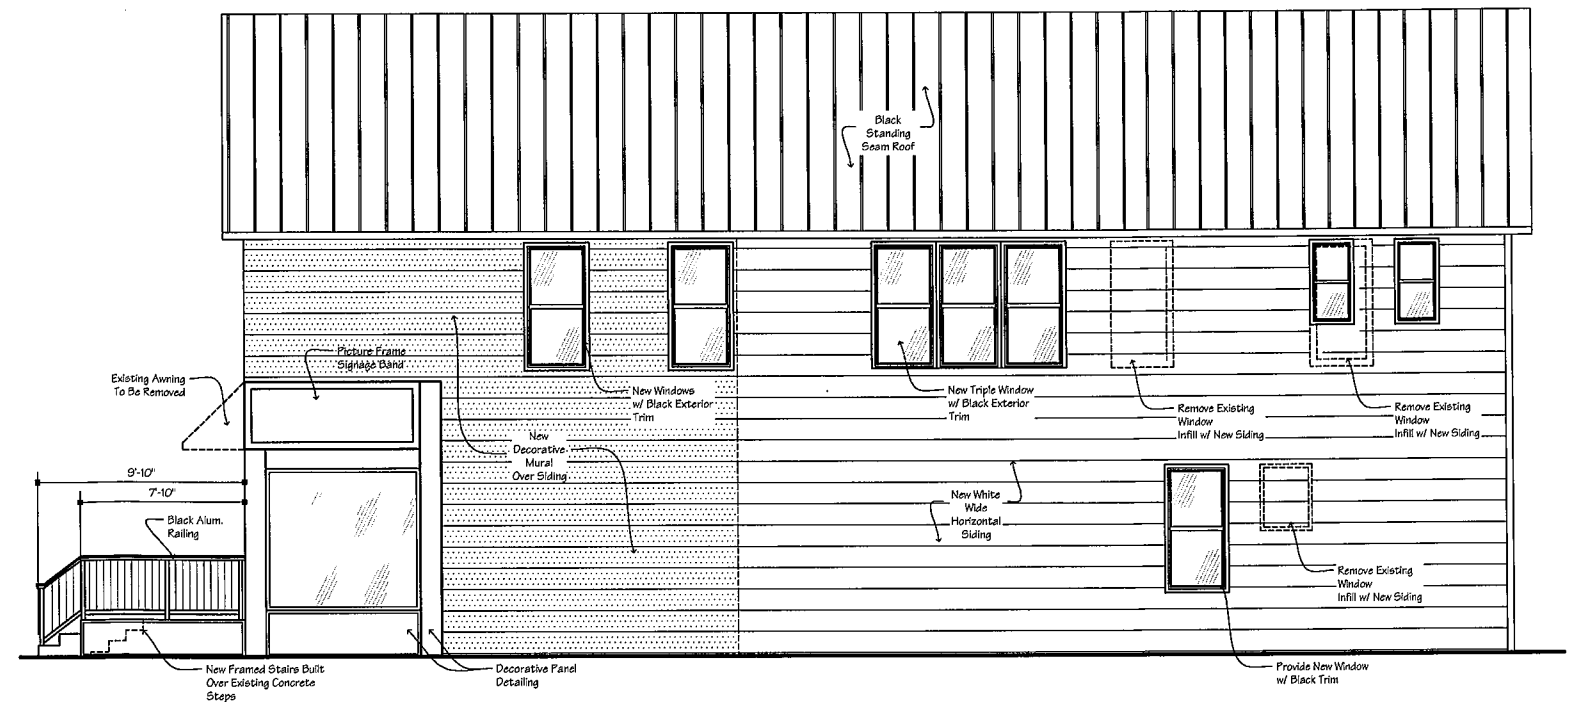 Black
Standing
Seam Roof
Picture Frame
Signage Band
Existing Awning
To Be Removed
New Windows
w/ Black Exterior
Trim
New Triple Window
w/ Black Exterior
Trim
Remove Existing
Window
Infill w/ New Siding
Remove Existing
Window
Infill w/ New Siding
New
Decorative
Mural
Over Siding
9'-10"
7'-10"
Black Alum.
Railing
New White
Wide
Horizontal
Siding
Remove Existing
Window
Infill w/ New Siding
New Framed Stairs Built
Over Existing Concrete
Steps
Decorative Panel
Detailing
Provide New Window
w/ Black Trim